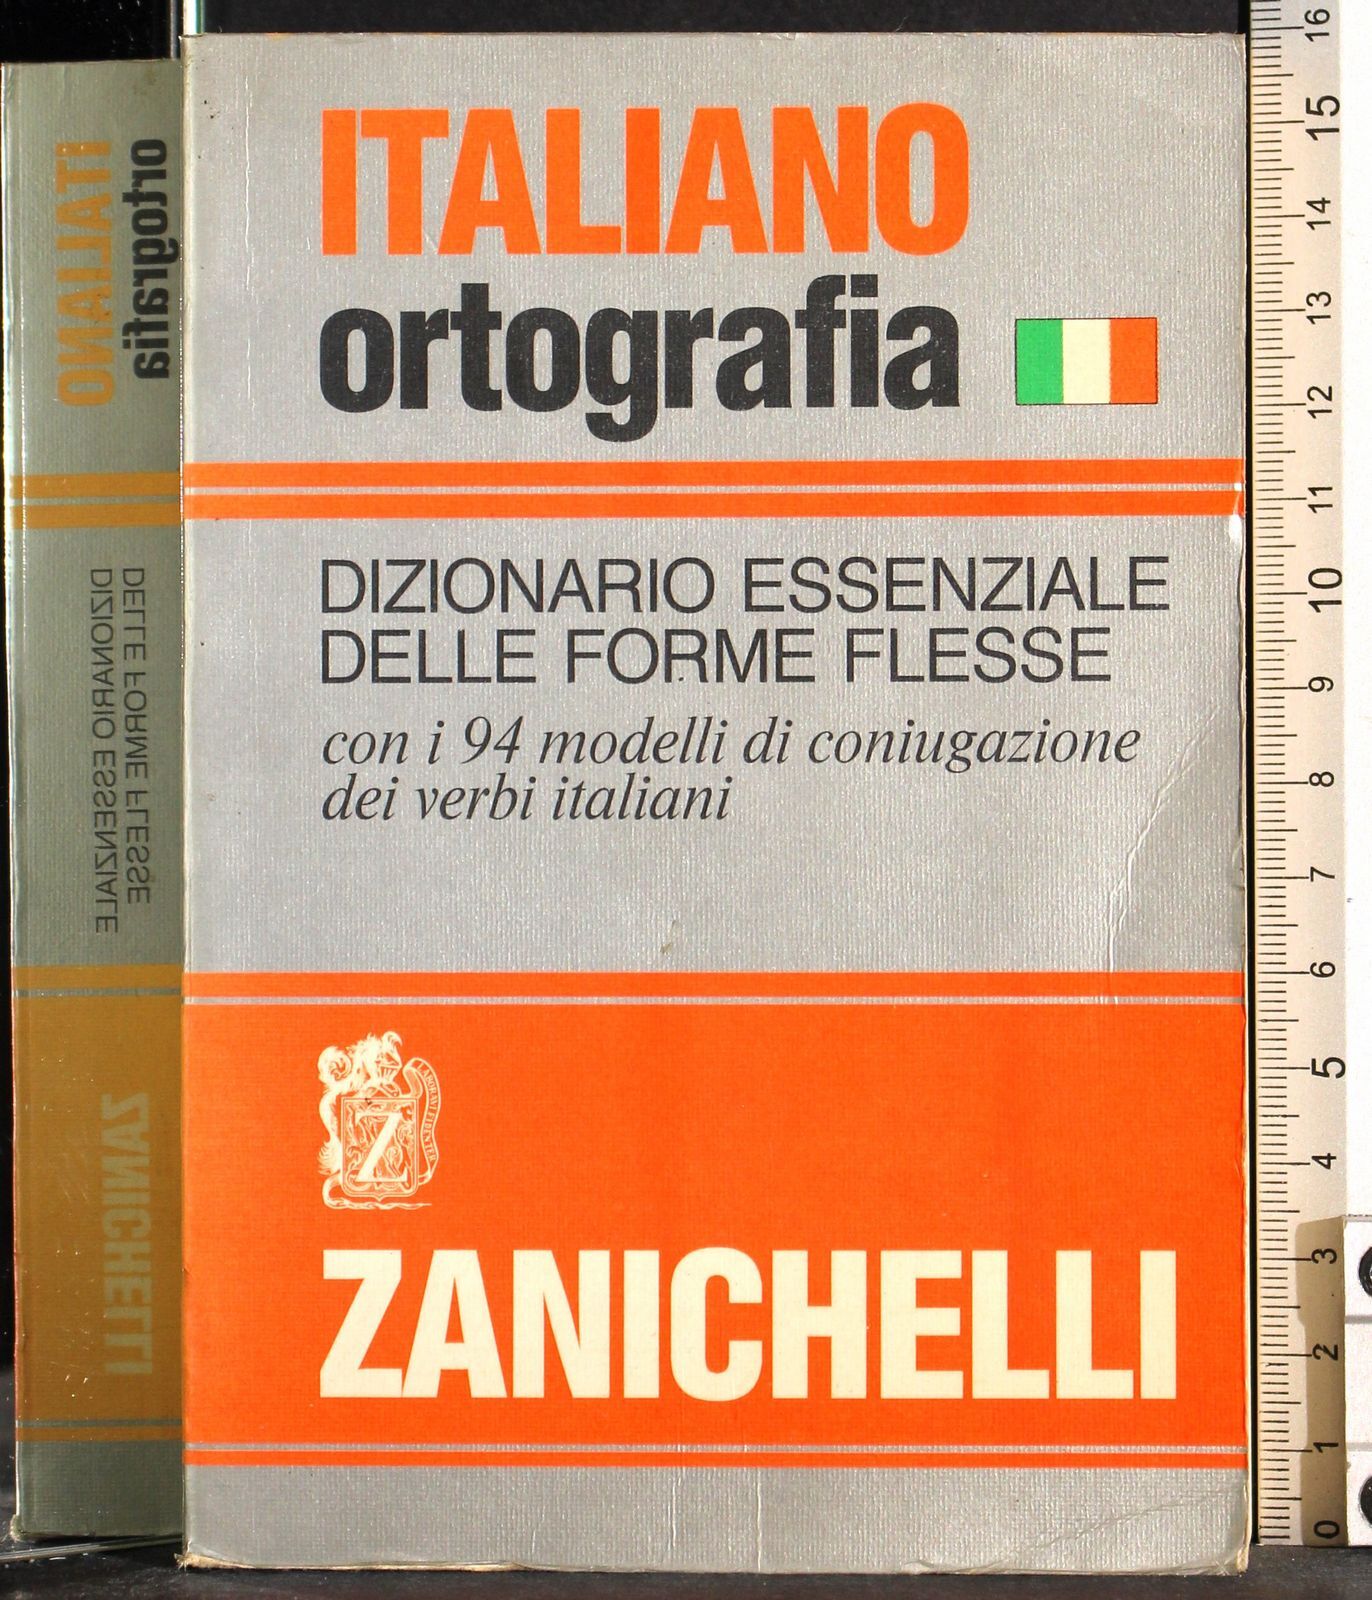 ITALIANO
ortografia
DIZIONARIO ESSENZIALE
DELLE FORME FLESSE
con i 94 modelli di coniugazione
dei verbi italiani
LABORAVI FIDENTER
Z
ZANICHELLI
ITALIANO
ortografia
DIZIONARIO ESSENZIALE
DELLE FORME FLESSE
ZANICHELLI
16
15
14
13
12
11
10
9
8
7
6
5
4
3
2
1
0